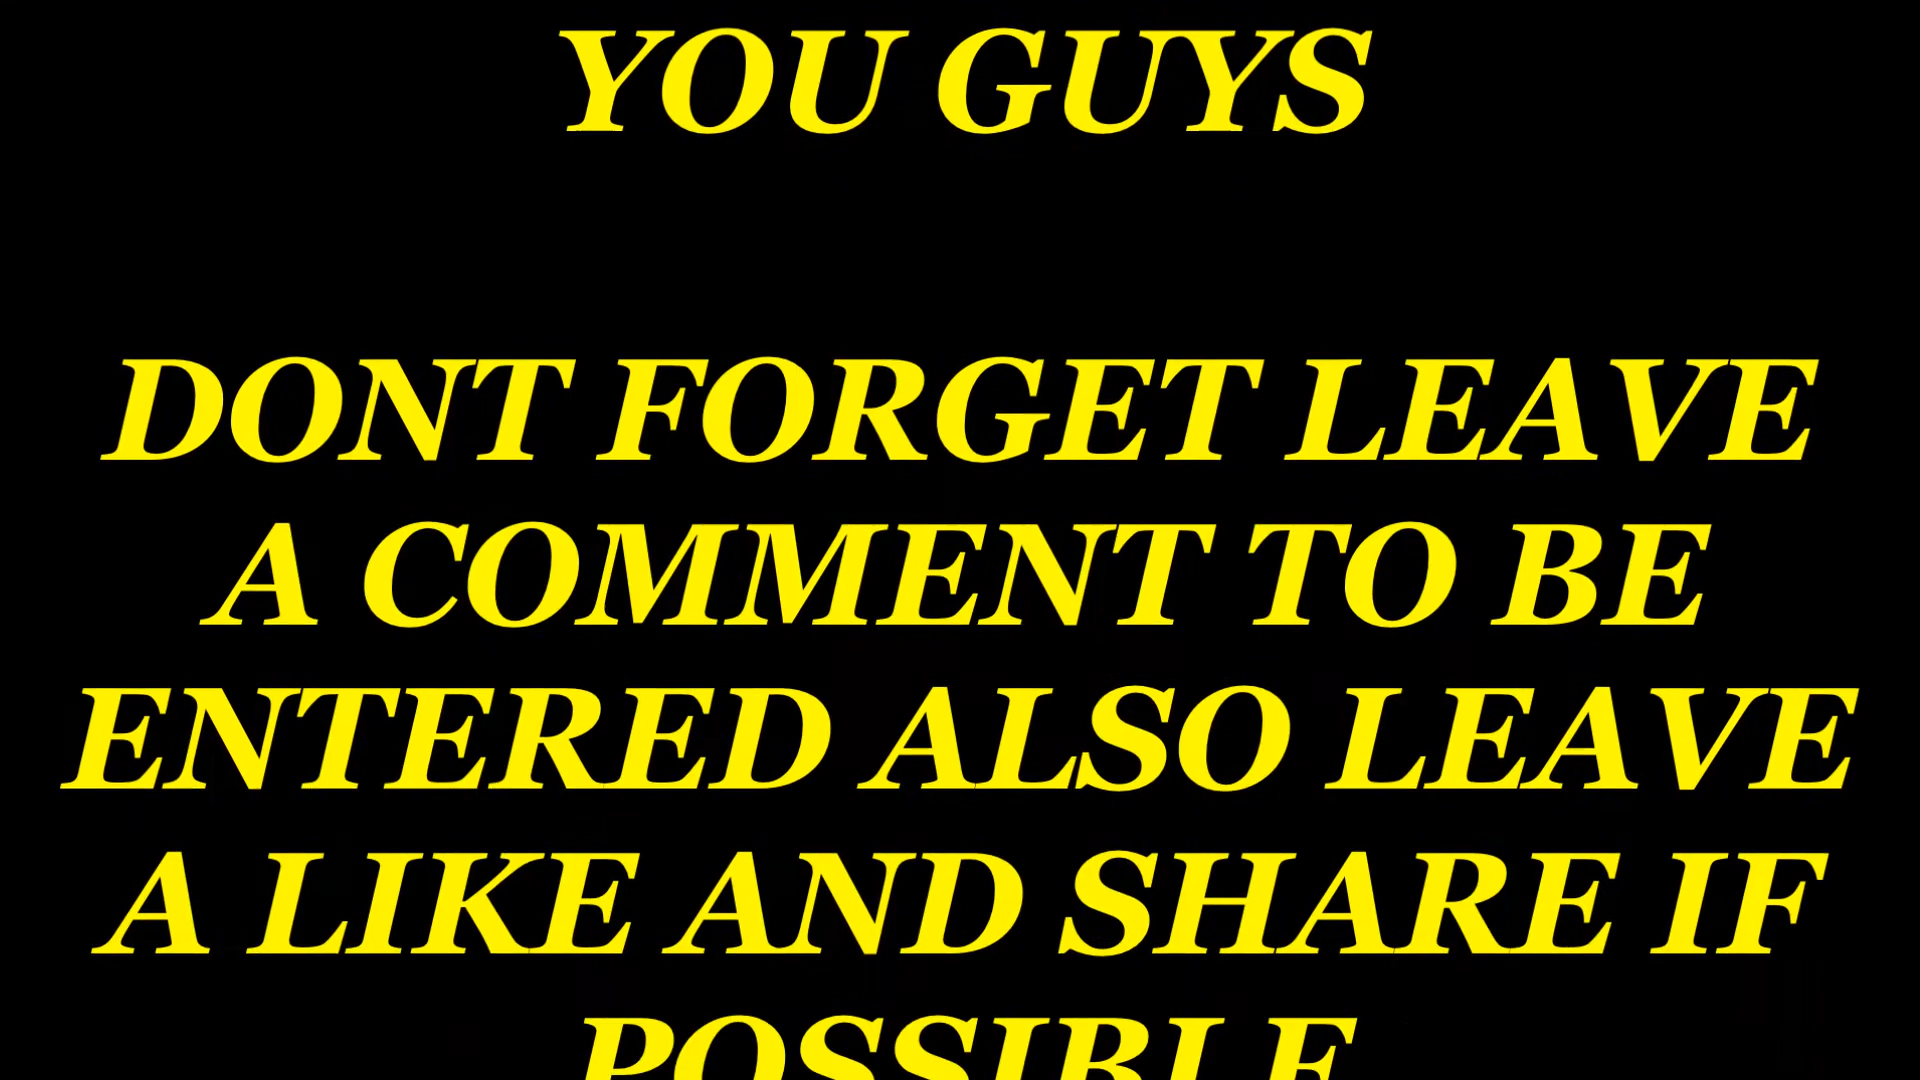 YOU GUYS
DONT FORGET LEAVE
A COMMENT TO BE
ENTERED ALSO LEAVE
A LIKE AND SHARE IF
POSSIBLE